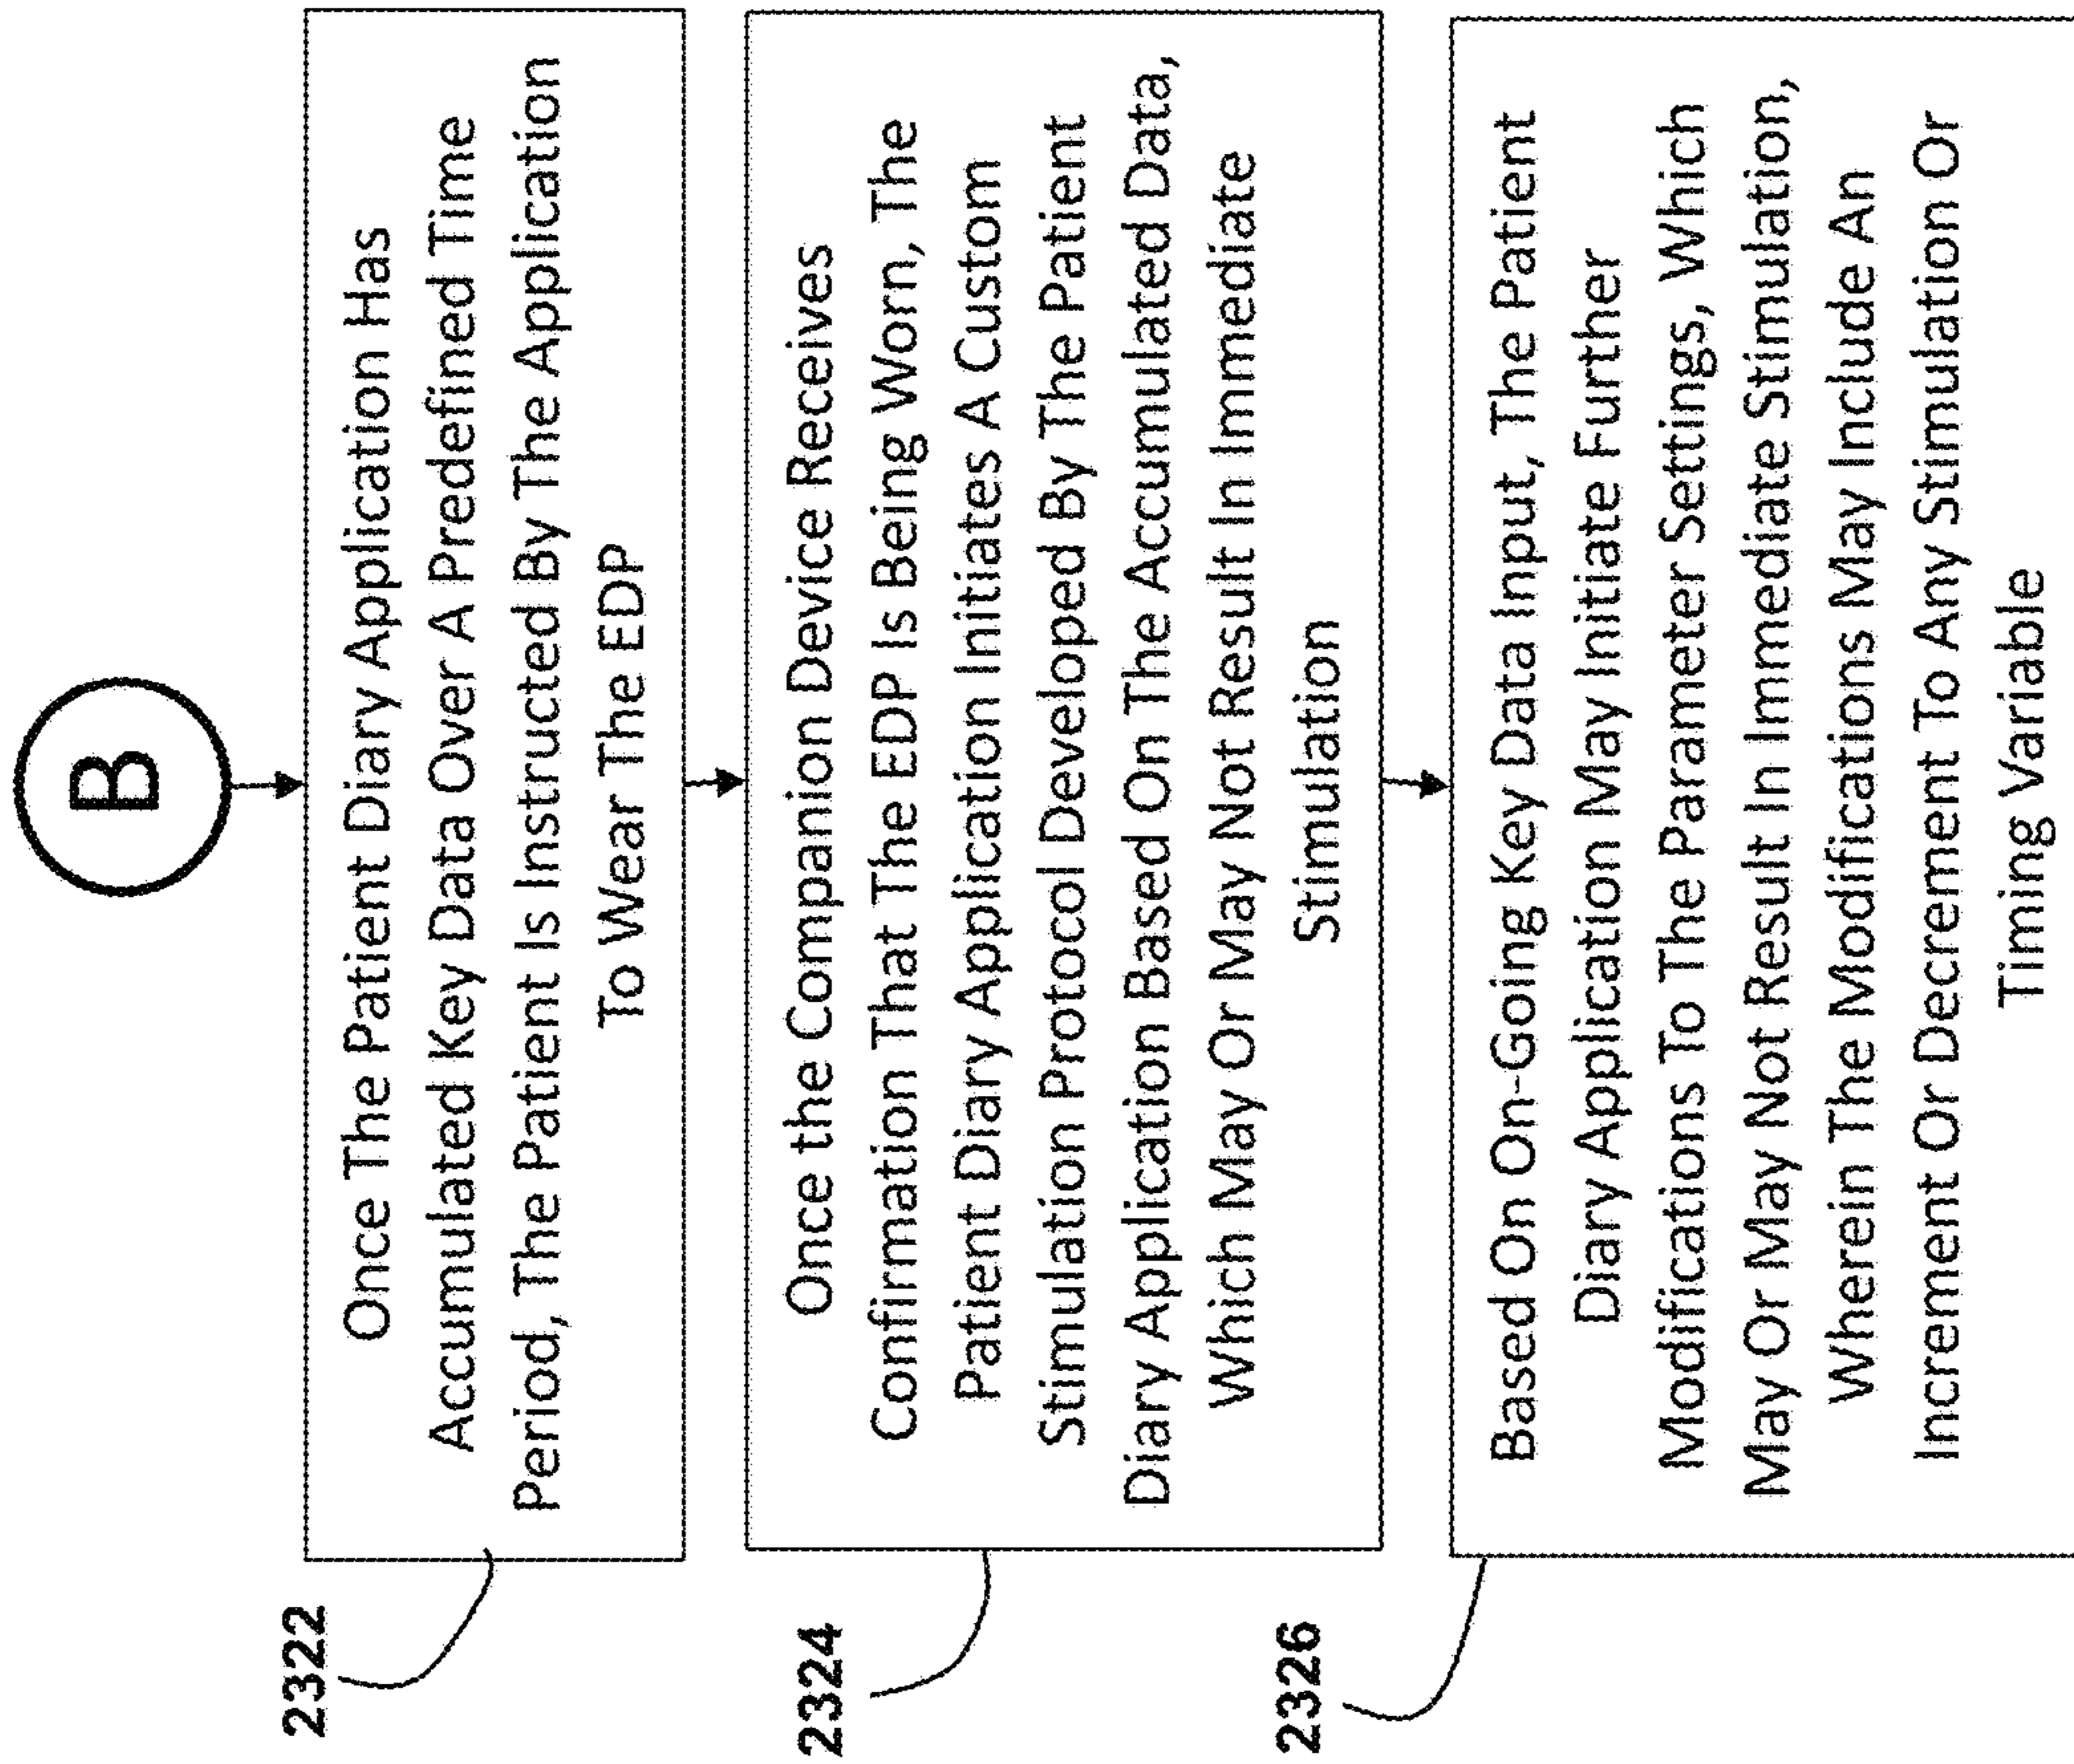 B
2322
Once The Patient Diary Application Has
Accumulated Key Data Over A Predefined Time
Period, The Patient Is Instructed By The Application
To Wear The EDP
2324
Once the Companion Device Receives
Confirmation That The EDP Is Being Worn, The
Patient Diary Application Initiates A Custom
Stimulation Protocol Developed By The Patient
Diary Application Based On The Accumulated Data,
Which May Or May Not Result In Immediate
Stimulation
2326
Based On On-Going Key Data Input, The Patient
Diary Application May Initiate Further
Modifications To The Parameter Settings, Which
May Or May Not Result In Immediate Stimulation,
Wherein The Modifications May Include An
Increment Or Decrement To Any Stimulation Or
Timing Variable